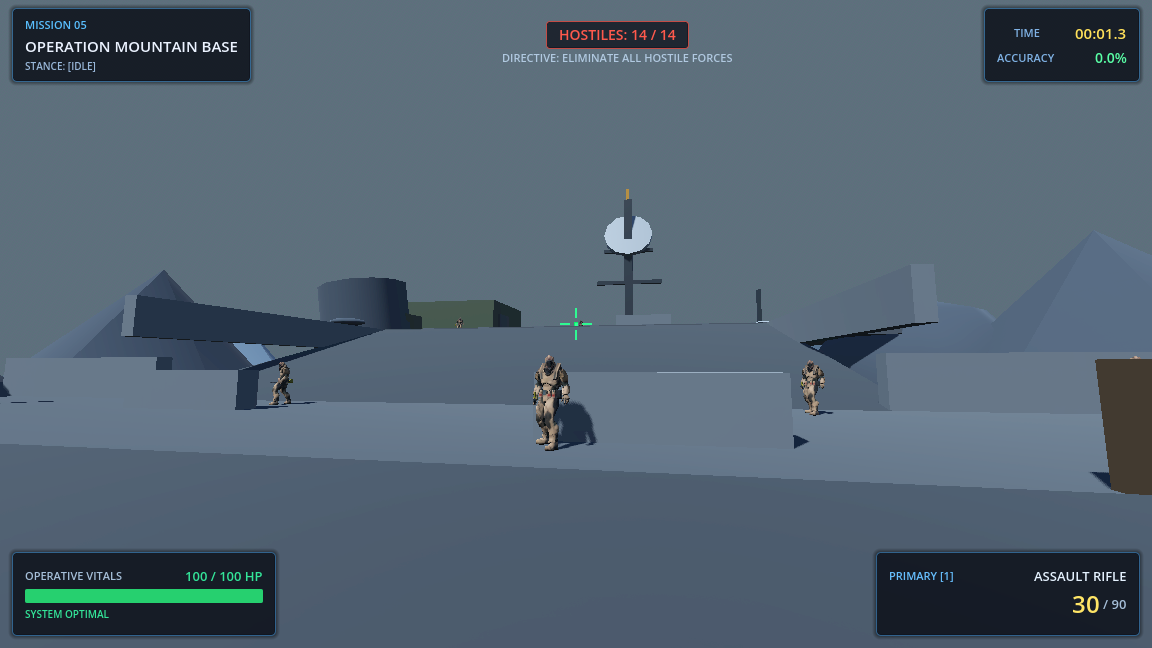 MISSION 05
OPERATION MOUNTAIN BASE
STANCE: [IDLE]
HOSTILES: 14 / 14
DIRECTIVE: ELIMINATE ALL HOSTILE FORCES
TIME 00:01.3
ACCURACY 0.0%
OPERATIVE VITALS 100 / 100 HP
SYSTEM OPTIMAL
PRIMARY [1] ASSAULT RIFLE
30 / 90